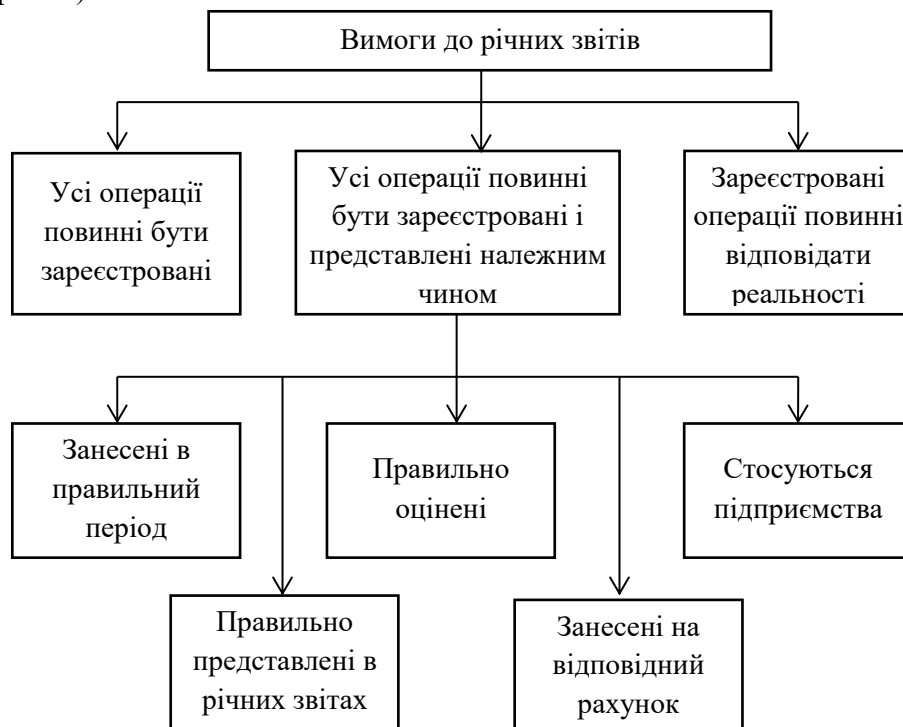 Вимоги до річних звітів
Усі операції
повинні бути
зареєстровані
Усі операції повинні
бути зареєстровані і
представлені належним
чином
Зареєстровані
операції повинні
відповідати
реальності
Занесені в
правильний
період
Правильно
оцінені
Стосуються
підприємства
Правильно
представлені в
річних звітах
Занесені на
відповідний
рахунок